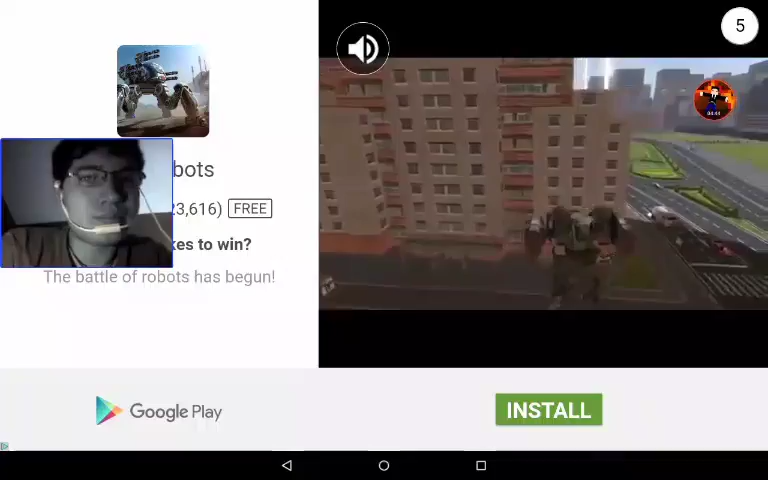 5
bots
23,616) FREE
kes to win?
The battle of robots has begun!
Google Play
INSTALL